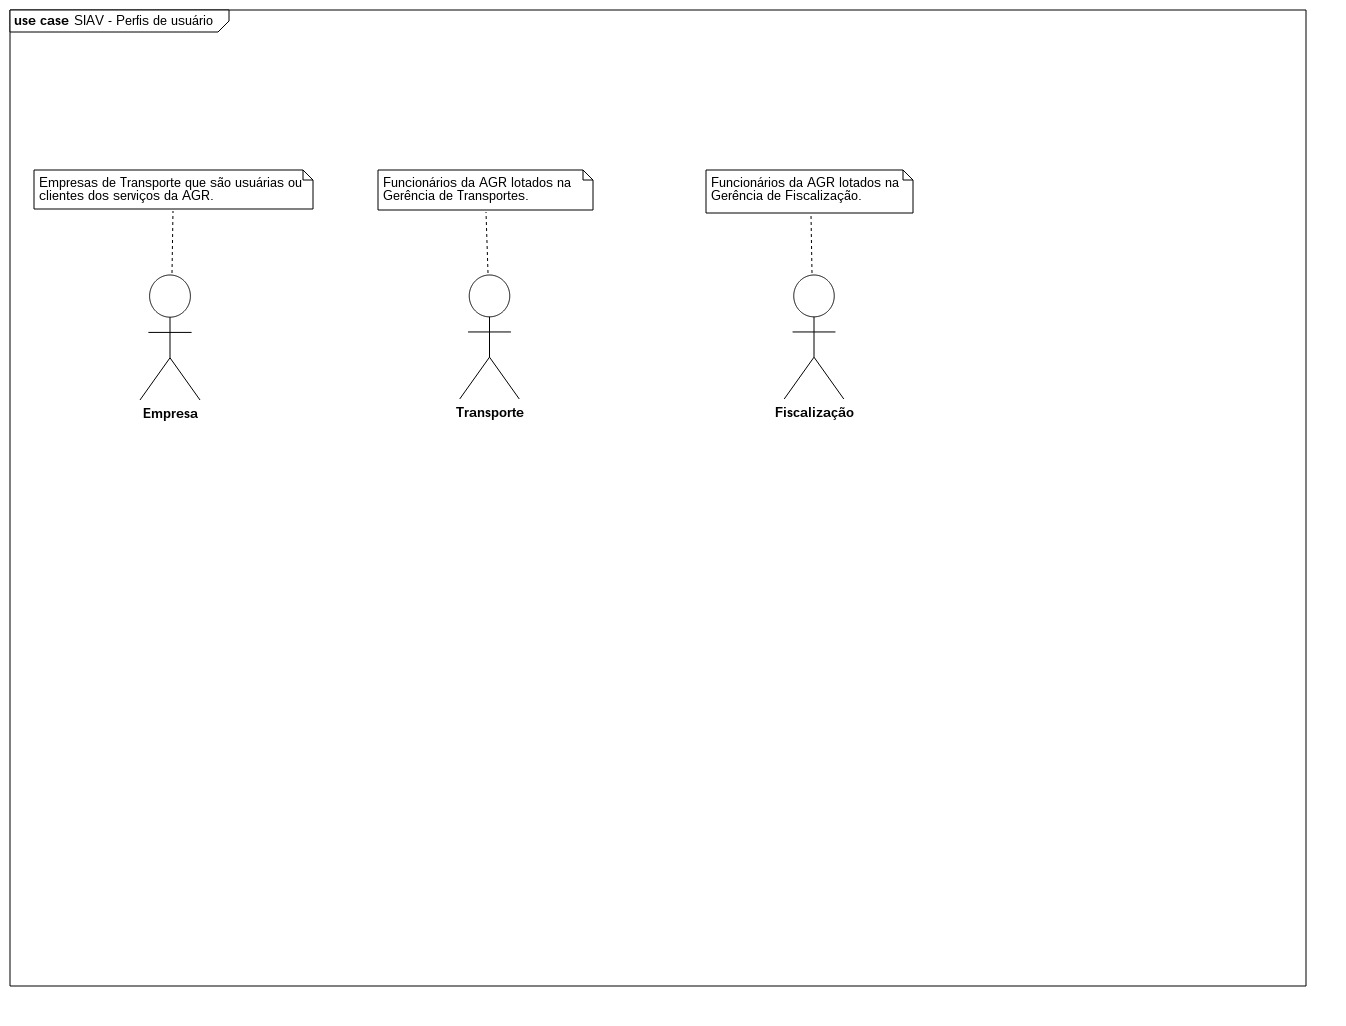 use case SIAV - Perfis de usuário
Empresas de Transporte que são usuárias ou
clientes dos serviços da AGR.
Funcionários da AGR lotados na
Gerência de Transportes.
Funcionários da AGR lotados na
Gerência de Fiscalização.
Empresa
Transporte
Fiscalização